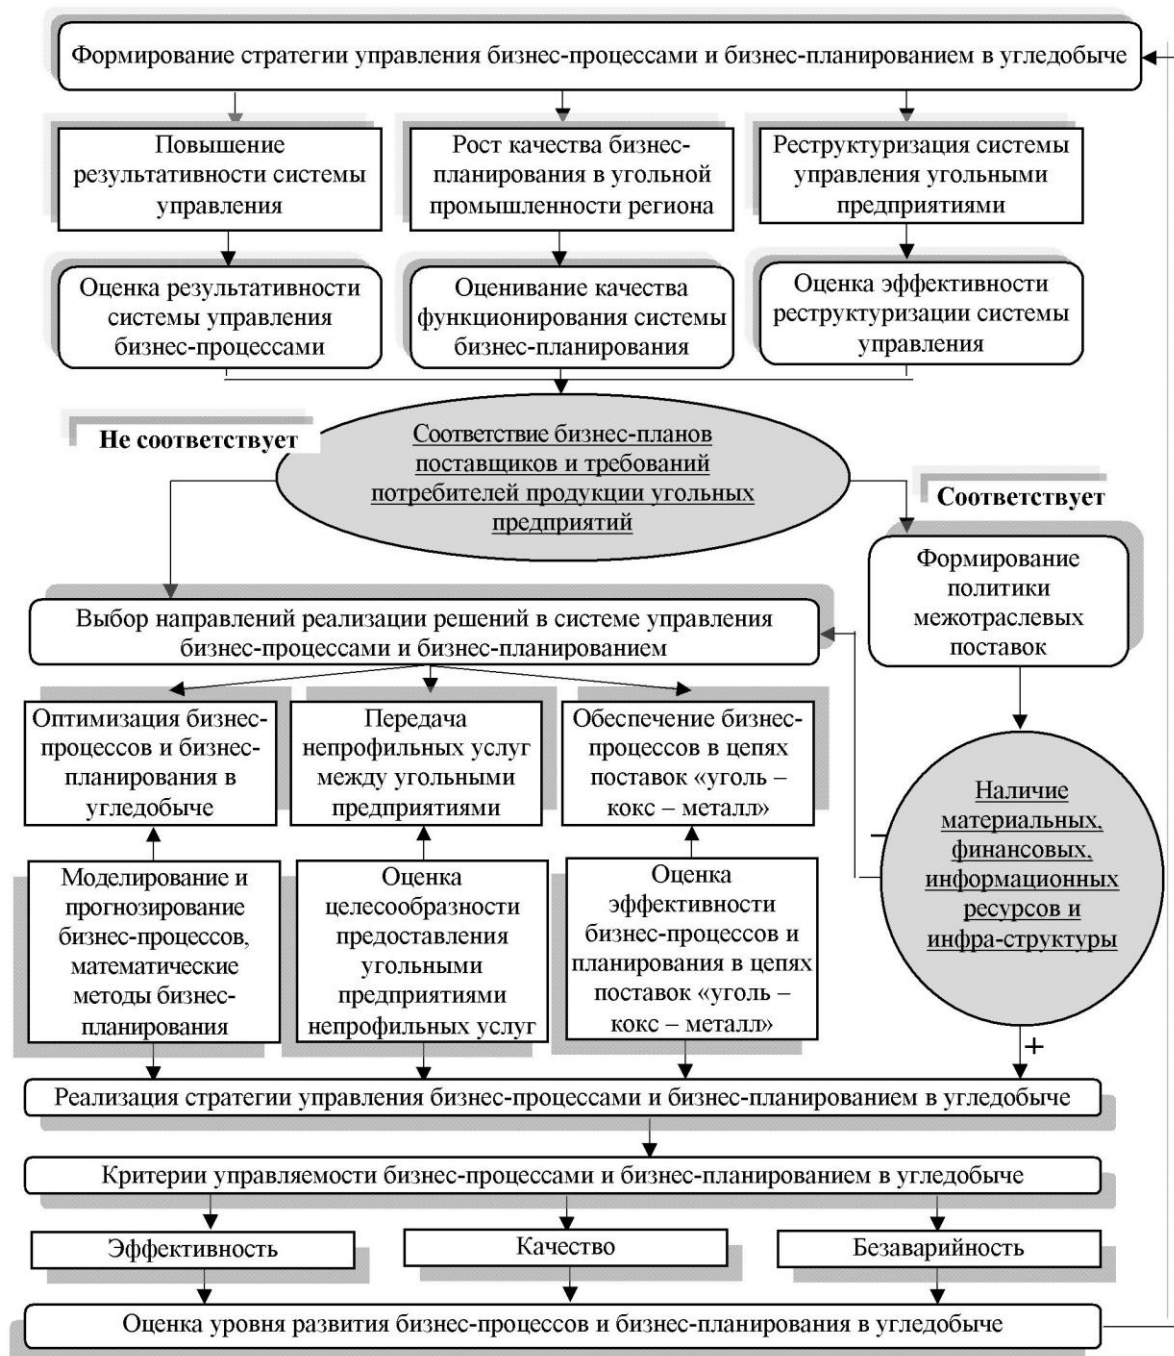 Формирование стратегии управления бизнес-процессами и бизнес-планированием в угледобыче
Повышение
результативности системы
управления
Рост качества бизнес-
планирования в угольной
промышленности региона
Реструктуризация системы
управления угольными
предприятиями
Оценка результативности
системы управления
бизнес-процессами
Оценивание качества
функционирования системы
бизнес-планирования
Оценка эффективности
реструктуризации системы
управления
Не соответствует
Соответствие бизнес-планов
поставщиков и требований
потребителей продукции угольных
предприятий
Соответствует
Формирование
политики
межотраслевых
поставок
Выбор направлений реализации решений в системе управления
бизнес-процессами и бизнес-планированием
Оптимизация бизнес-
процессов и бизнес-
планирования в
угледобыче
Передача
непрофильных услуг
между угольными
предприятиями
Обеспечение бизнес-
процессов в цепях
поставок «уголь –
кокс – металл»
Наличие
материальных,
финансовых,
информационных
ресурсов и
инфра-структуры
–
Моделирование и
прогнозирование
бизнес-процессов,
математические
методы бизнес-
планирования
Оценка
целесообразности
предоставления
угольными
предприятиями
непрофильных услуг
Оценка
эффективности
бизнес-процессов и
планирования в цепях
поставок «уголь –
кокс – металл»
+
Реализация стратегии управления бизнес-процессами и бизнес-планированием в угледобыче
Критерии управляемости бизнес-процессами и бизнес-планированием в угледобыче
Эффективность
Качество
Безаварийность
Оценка уровня развития бизнес-процессов и бизнес-планирования в угледобыче